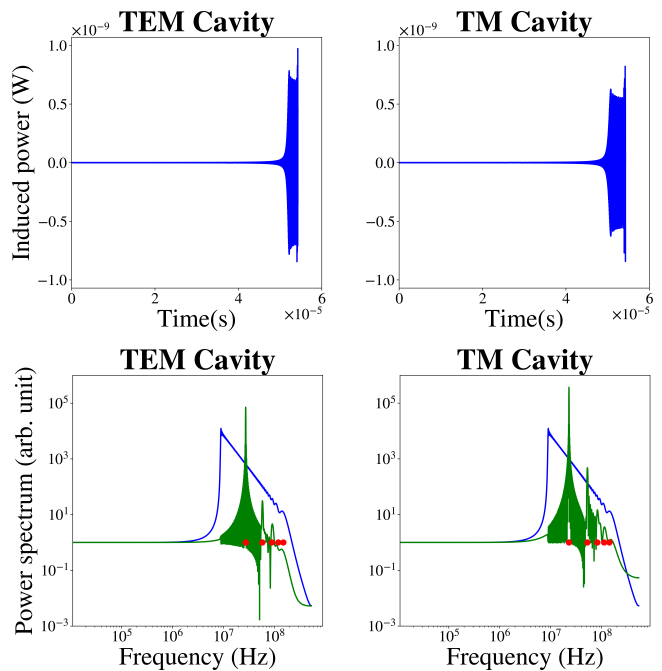 TEM Cavity
TM Cavity
×10⁻⁹
×10⁻⁹
Induced power (W)
1.0
0.5
0.0
−0.5
−1.0
1.0
0.5
0.0
−0.5
−1.0
0 2 4 6
0 2 4 6
Time(s)
×10⁻⁵
Time(s)
×10⁻⁵
TEM Cavity
TM Cavity
Power spectrum (arb. unit)
10⁵
10³
10¹
10⁻¹
10⁻³
10⁵
10³
10¹
10⁻¹
10⁻³
10⁵ 10⁶ 10⁷ 10⁸
10⁵ 10⁶ 10⁷ 10⁸
Frequency (Hz)
Frequency (Hz)